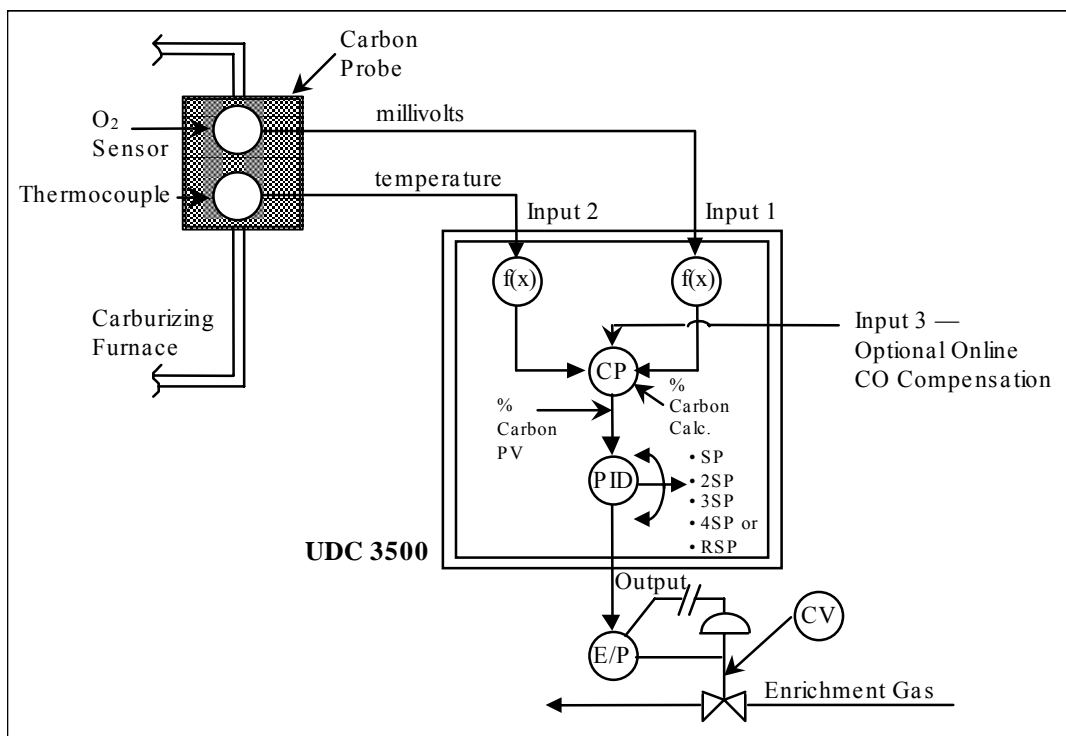 Carbon
Probe
O₂
Sensor
millivolts
Thermocouple
temperature
Input 2
Input 1
f(x)
f(x)
Carburizing
Furnace
Input 3 —
Optional Online
CO Compensation
CP
%
Carbon
Calc.
%
Carbon
PV
PID
• SP
• 2SP
• 3SP
• 4SP or
• RSP
UDC 3500
Output
CV
E/P
Enrichment Gas